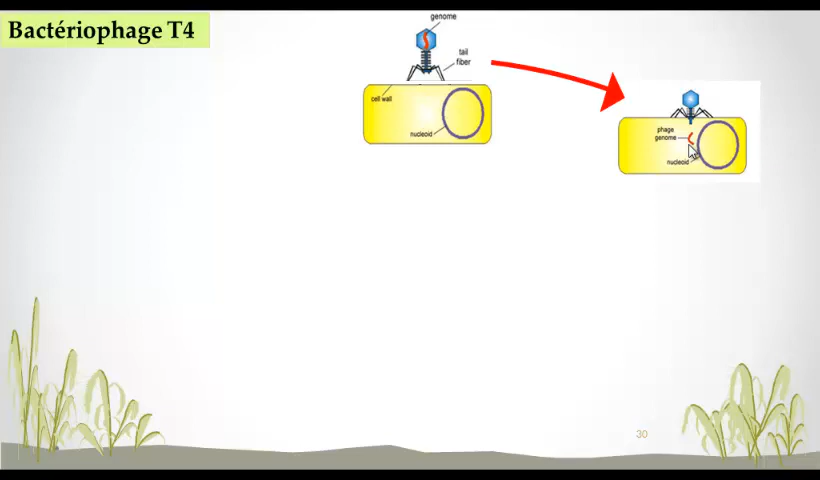 Bactériophage T4
genome
tail
fiber
cell wall
nucleoid
phage
genome
nucleoid
30